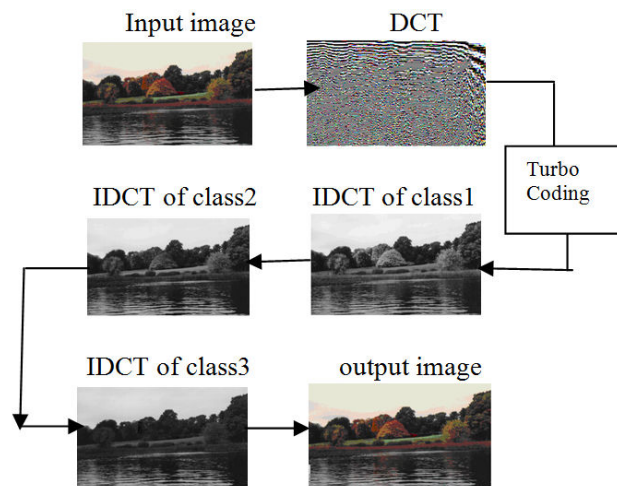 Input image
DCT
Turbo
Coding
IDCT of class2
IDCT of class1
IDCT of class3
output image